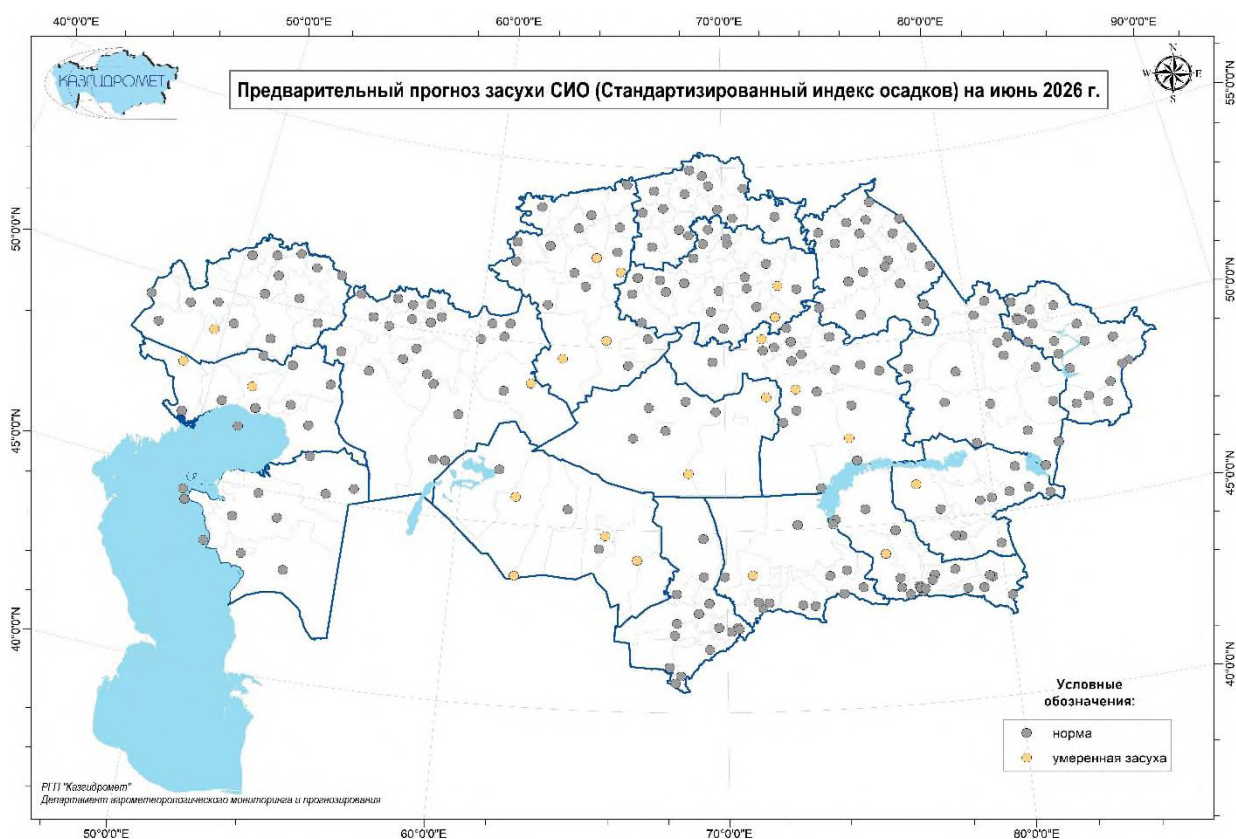 40°0'0"E 50°0'0"E 60°0'0"E 70°0'0"E 80°0'0"E 90°0'0"E
КАЗГИДРОМЕТ
Предварительный прогноз засухи СИО (Стандартизированный индекс осадков) на июнь 2026 г.
N
W E
S
55°0'0"N
50°0'0"N
50°0'0"N
45°0'0"N
45°0'0"N
40°0'0"N
40°0'0"N
Условные
обозначения:
норма
умеренная засуха
РГП "Казгидромет"
Департамент агрометеорологического мониторинга и прогнозирования
50°0'0"E 60°0'0"E 70°0'0"E 80°0'0"E